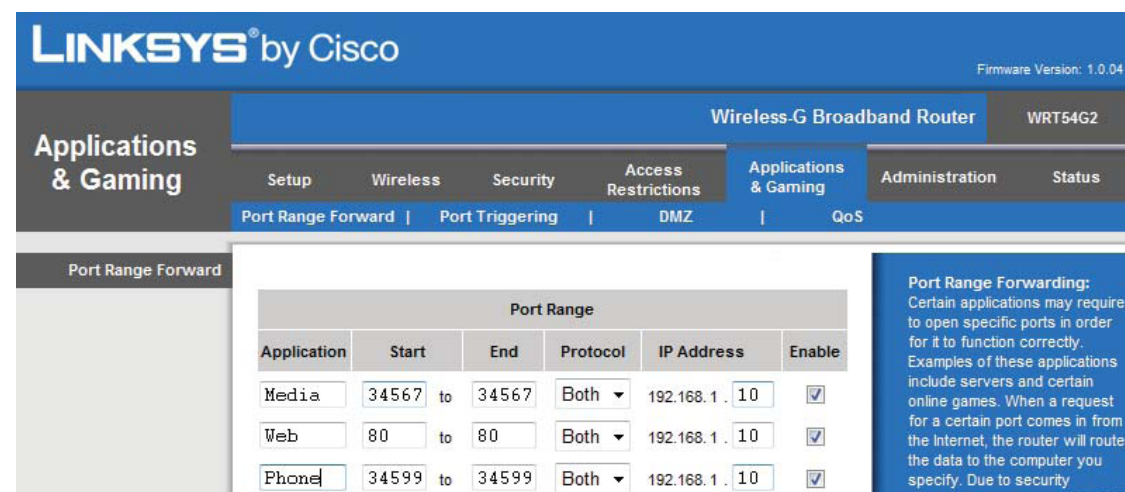 LINKSYS® by Cisco
Firmware Version: 1.0.04
Applications & Gaming
Wireless-G Broadband Router WRT54G2
Setup Wireless Security Access Restrictions Applications & Gaming Administration Status
Port Range Forward | Port Triggering | DMZ | QoS
Port Range Forward
Port Range
Application Start End Protocol IP Address Enable
Media 34567 to 34567 Both 192.168.1. 10
Web 80 to 80 Both 192.168.1. 10
Phone 34599 to 34599 Both 192.168.1. 10
Port Range Forwarding:
Certain applications may require
to open specific ports in order
for it to function correctly.
Examples of these applications
include servers and certain
online games. When a request
for a certain port comes in from
the Internet, the router will route
the data to the computer you
specify. Due to security